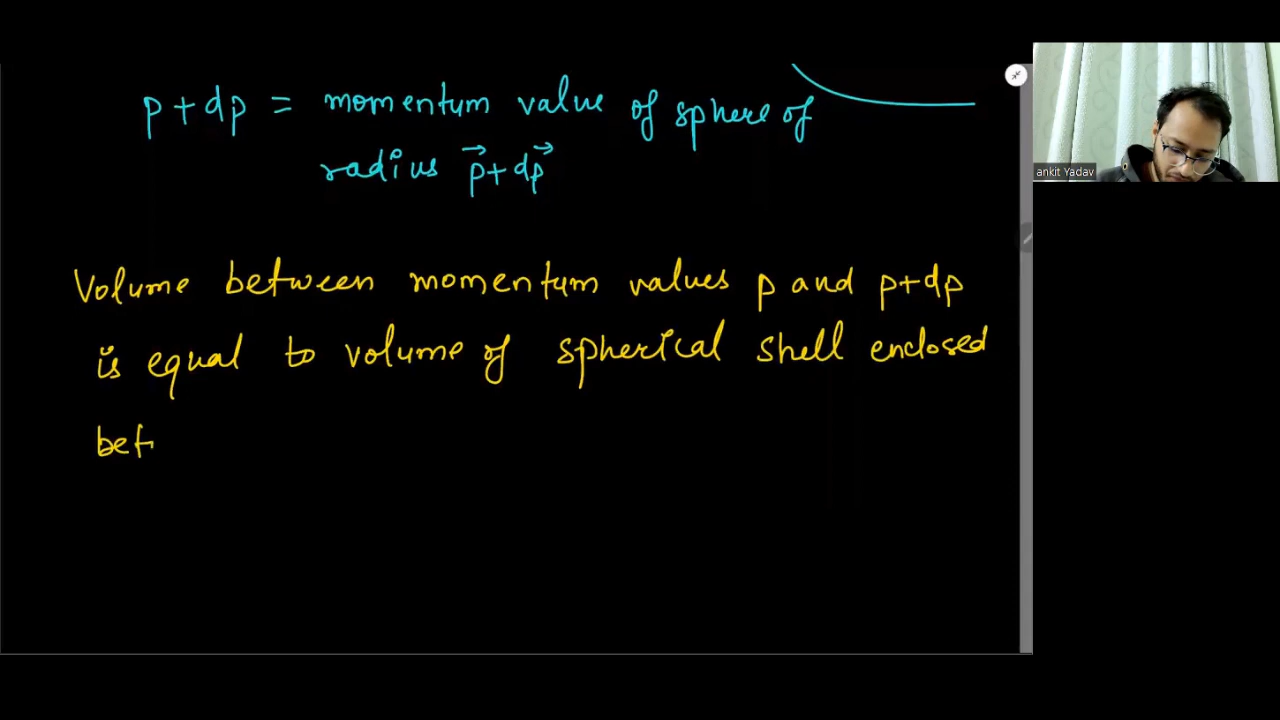 p + dp = momentum value of sphere of
radius p⃗ + dp⃗
ankit Yadav
Volume between momentum values p and p+dp
is equal to volume of spherical shell enclosed
bet